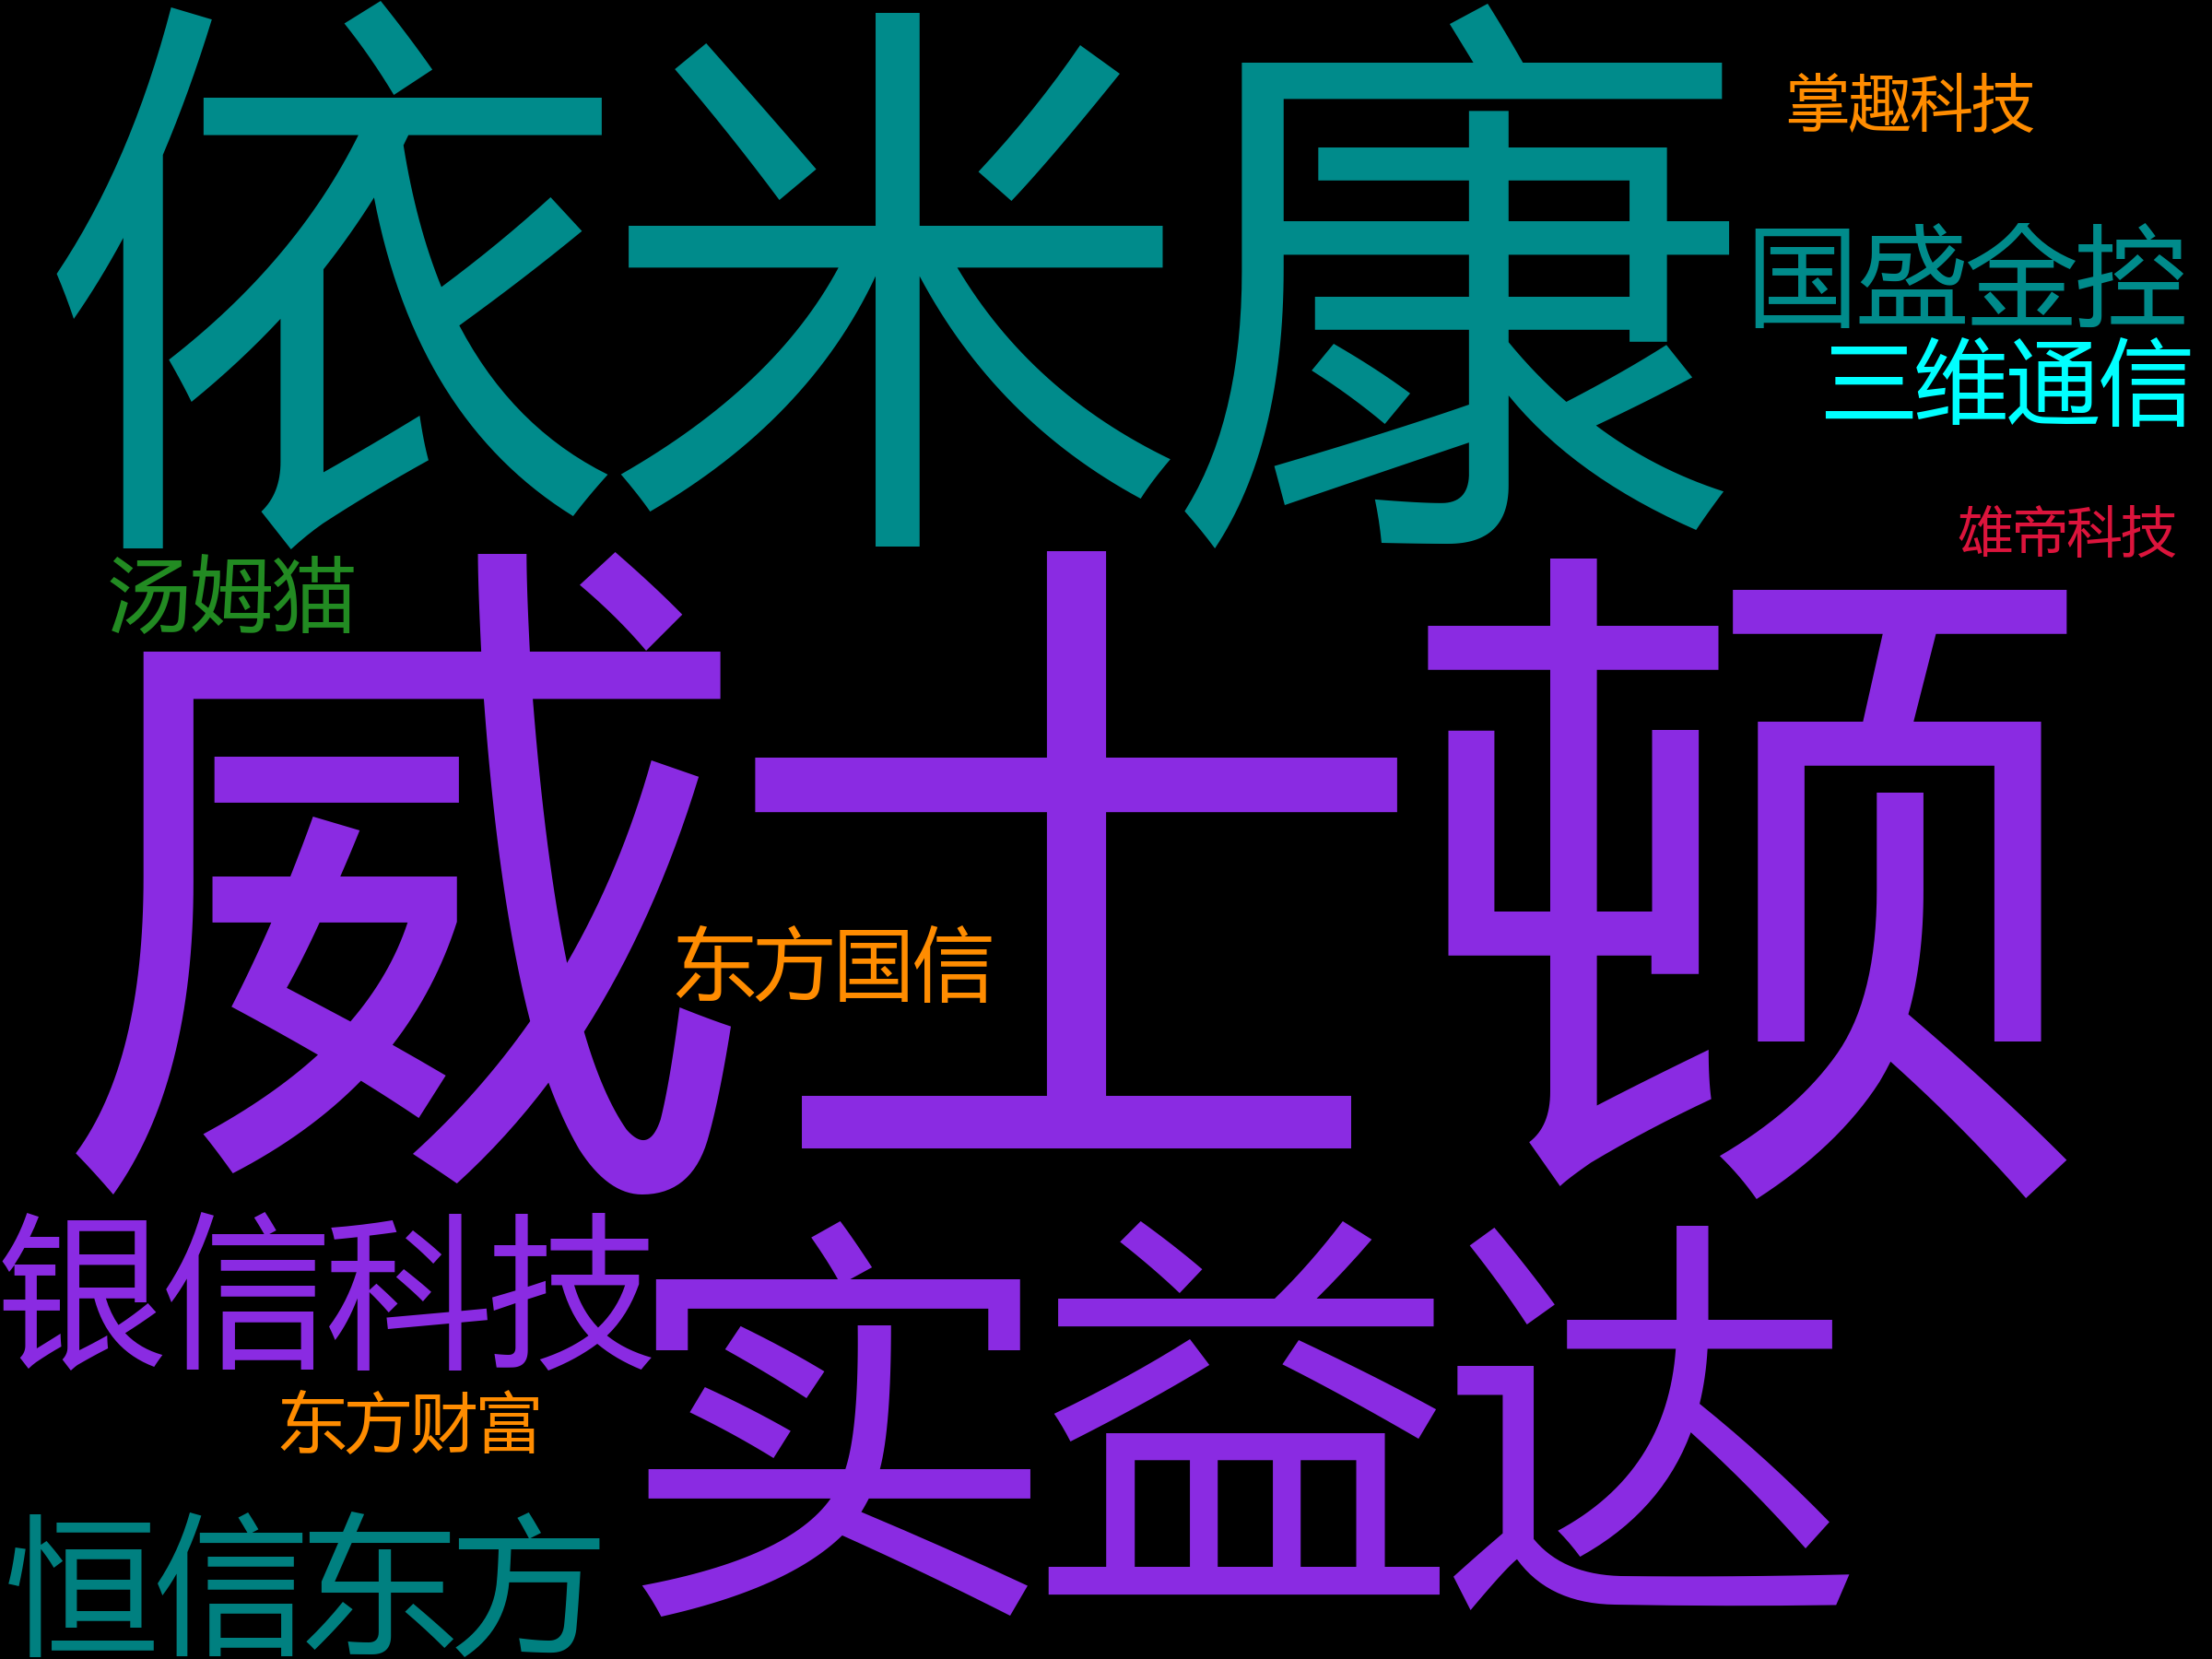 依米康
掌趣科技
国盛金控
三维通信
维帝科技
汤姆猫
威士顿
东方国信
银信科技
东方财富
恒信东方
实益达